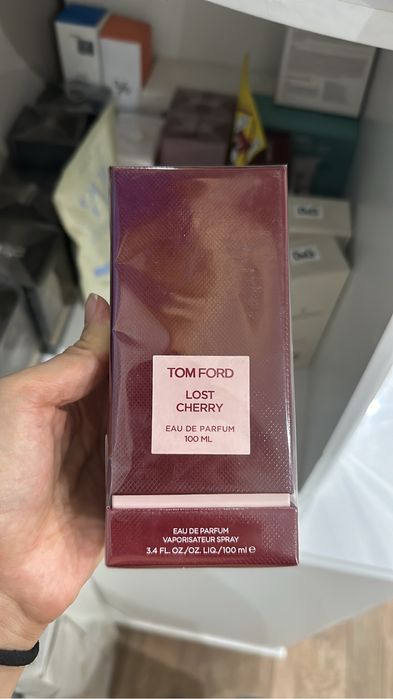 TOM FORD
LOST
CHERRY
EAU DE PARFUM
100 ML
EAU DE PARFUM
VAPORISATEUR SPRAY
3.4 FL. OZ./OZ. LIQ./100 ml ℮